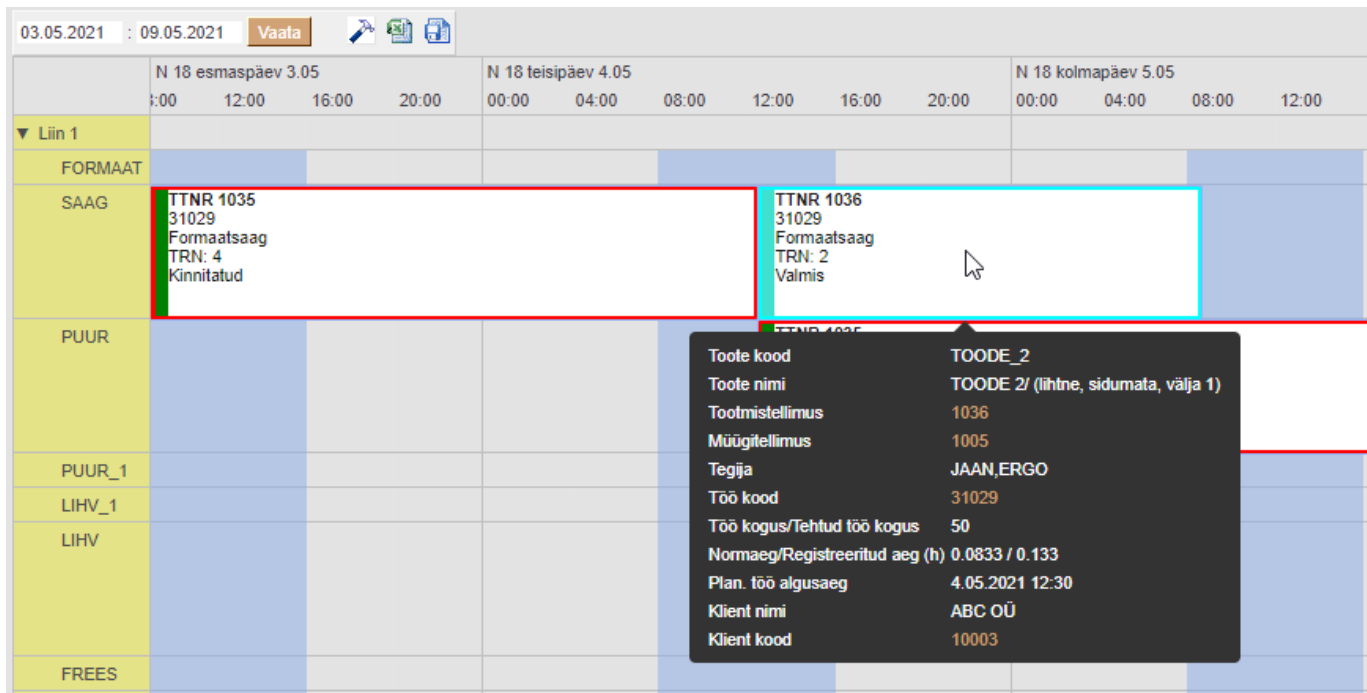 03.05.2021 : 09.05.2021 Vaata
N 18 esmaspäev 3.05 N 18 teisipäev 4.05 N 18 kolmapäev 5.05
:00 12:00 16:00 20:00 00:00 04:00 08:00 12:00 16:00 20:00 00:00 04:00 08:00 12:00
▼ Liin 1
FORMAAT
SAAG
TTNR 1035
31029
Formaatsaag
TRN: 4
Kinnitatud
TTNR 1036
31029
Formaatsaag
TRN: 2
Valmis
PUUR
TTNR 1035
Toote kood TOODE_2
Toote nimi TOODE 2/ (lihtne, sidumata, välja 1)
Tootmistellimus 1036
Müügitellimus 1005
Tegija JAAN,ERGO
Töö kood 31029
Töö kogus/Tehtud töö kogus 50
Normaeg/Registreeritud aeg (h) 0.0833 / 0.133
Plan. töö algusaeg 4.05.2021 12:30
Klient nimi ABC OÜ
Klient kood 10003
PUUR_1
LIHV_1
LIHV
FREES